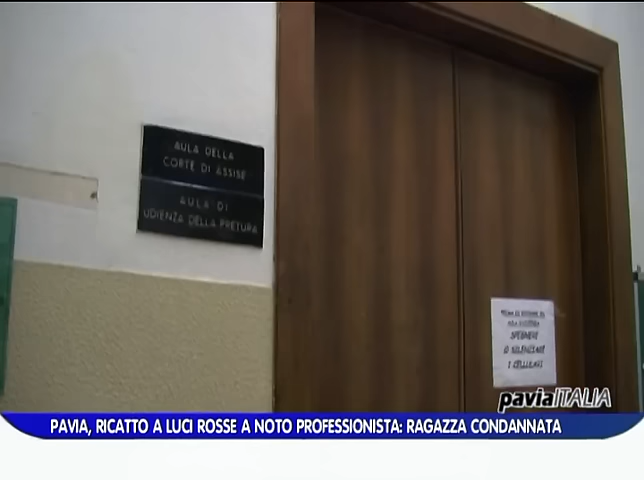 AULA DELLA
CORTE DI ASSISE
AULA DI
UDIENZA DELLA PRETURA
SPEGNERE
O SILENZIARE
I CELLULARI
paviaITALIA
PAVIA, RICATTO A LUCI ROSSE A NOTO PROFESSIONISTA: RAGAZZA CONDANNATA